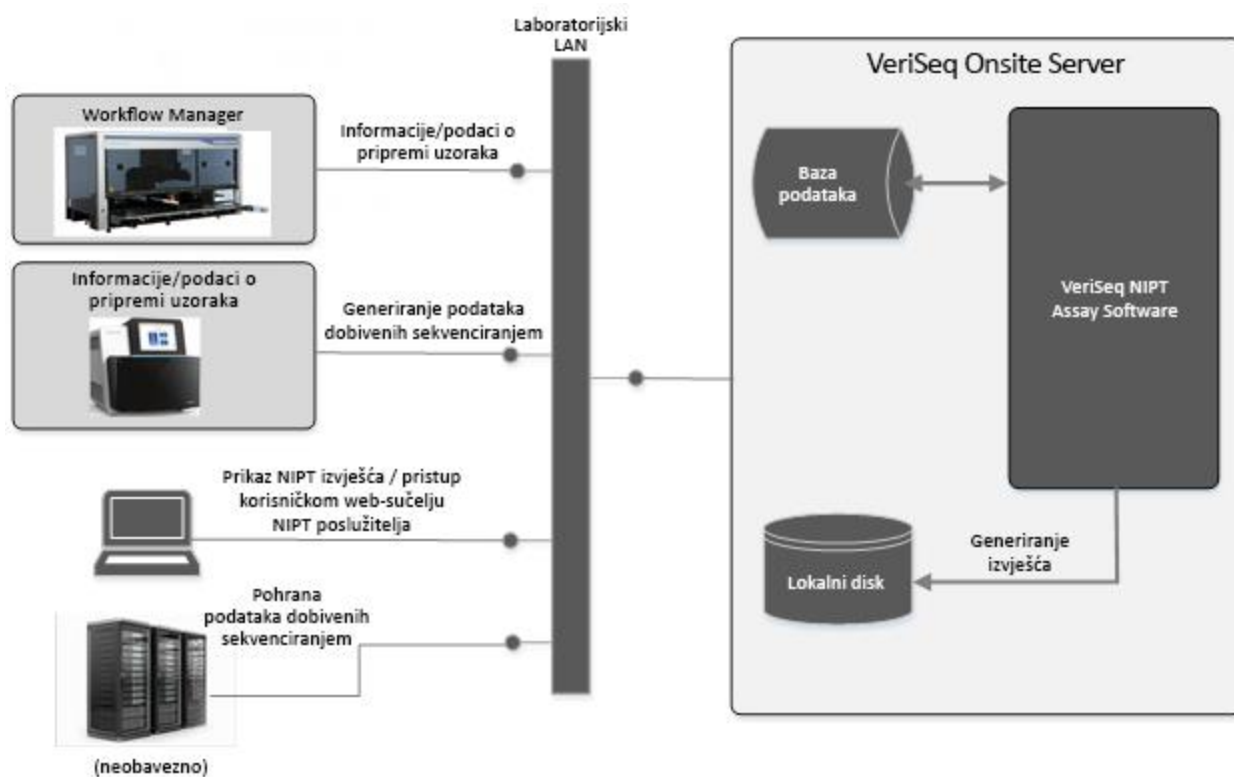 Laboratorijski
LAN
Workflow Manager
Informacije/podaci o
pripremi uzoraka
Informacije/podaci o
pripremi uzoraka
Generiranje podataka
dobivenih sekvenciranjem
Prikaz NIPT izvješća / pristup
korisničkom web-sučelju
NIPT poslužitelja
Pohrana
podataka dobivenih
sekvenciranjem
(neobavezno)
VeriSeq Onsite Server
Baza
podataka
VeriSeq NIPT
Assay Software
Generiranje
izvješća
Lokalni disk